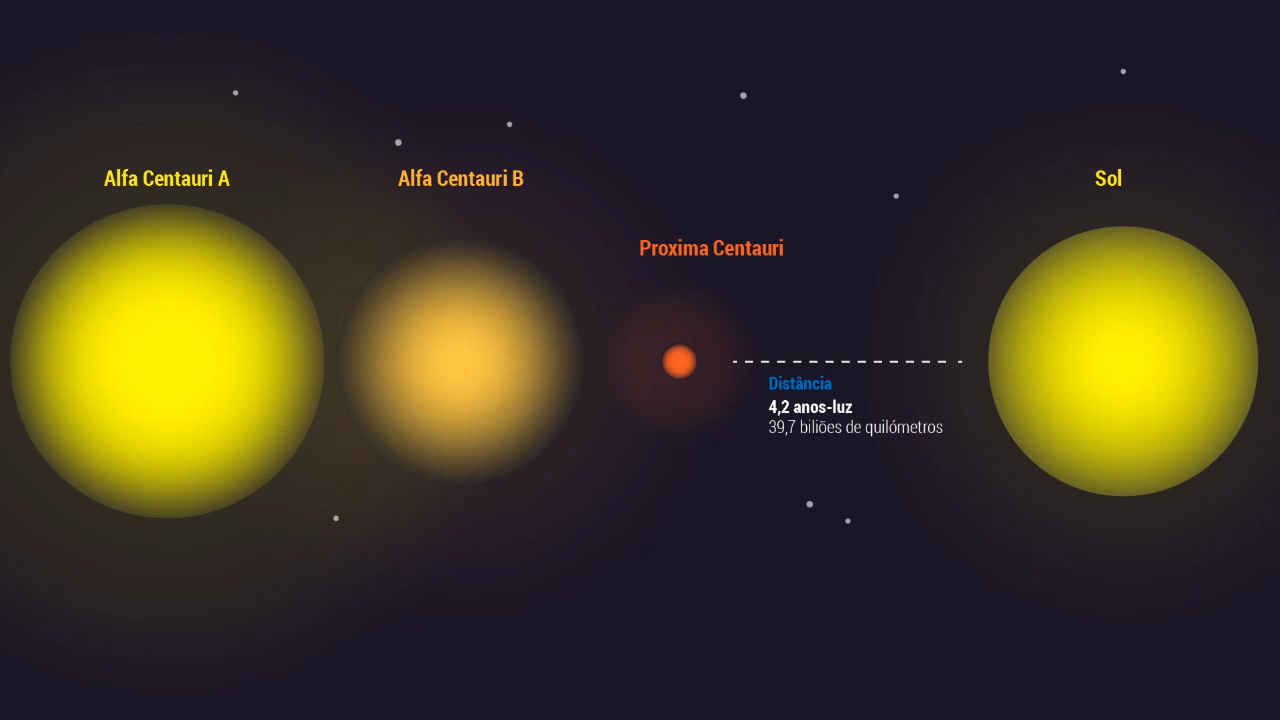 Alfa Centauri A
Alfa Centauri B
Proxima Centauri
Sol
Distância
4,2 anos-luz
39,7 biliões de quilómetros